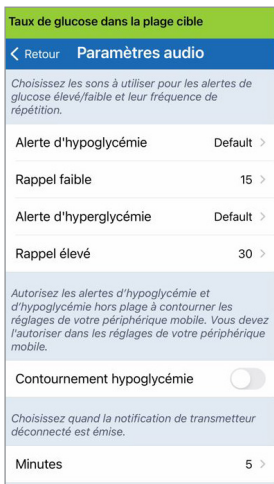 Taux de glucose dans la plage cible
Retour Paramètres audio
Choisissez les sons à utiliser pour les alertes de
glucose élevé/faible et leur fréquence de
répétition.
Alerte d'hypoglycémie Default
Rappel faible 15
Alerte d'hyperglycémie Default
Rappel élevé 30
Autorisez les alertes d'hypoglycémie et
d'hypoglycémie hors plage à contourner les
réglages de votre périphérique mobile. Vous devez
l'autoriser dans les réglages de votre périphérique
mobile.
Contournement hypoglycémie
Choisissez quand la notification de transmetteur
déconnecté est émise.
Minutes 5